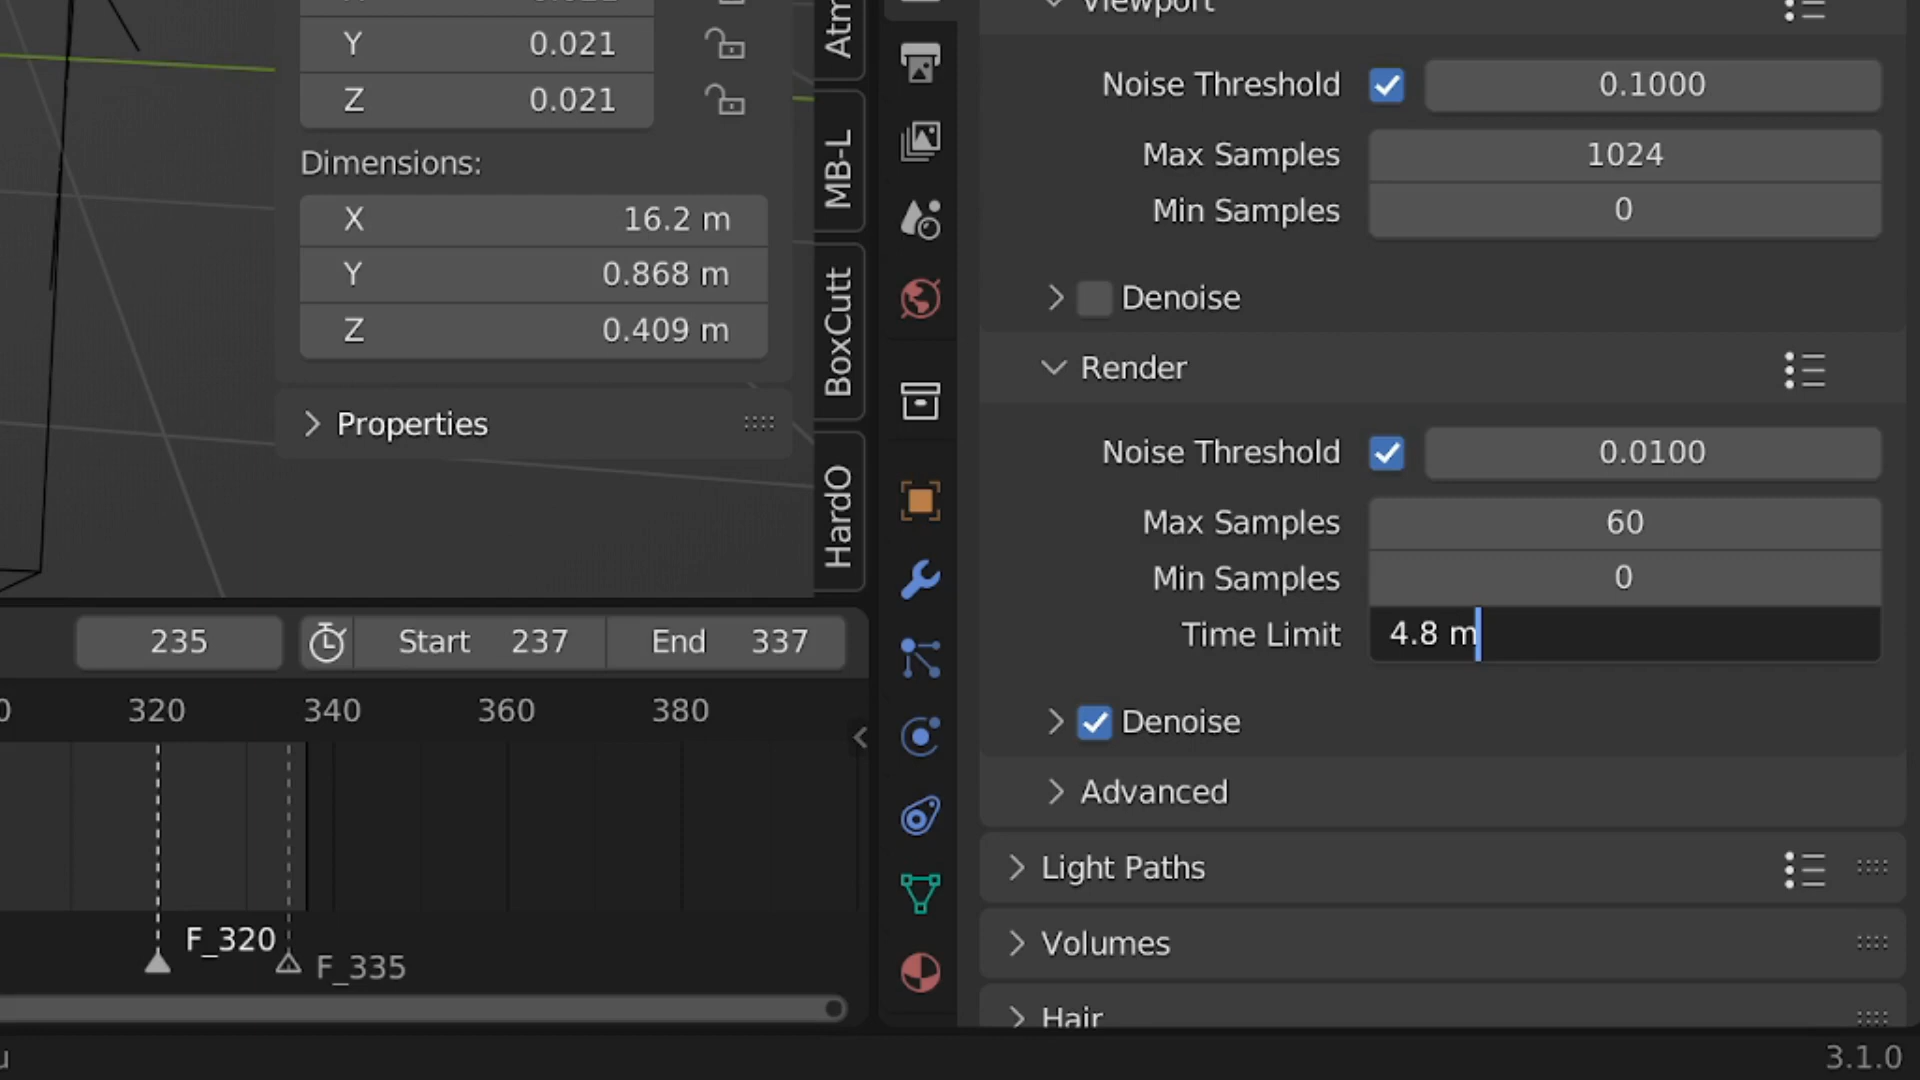 Y 0.021
Z 0.021
Dimensions:
X 16.2 m
Y 0.868 m
Z 0.409 m
Properties
Atm
MB-L
BoxCutt
HardO
235
Start 237
End 337
320 340 360 380
F_320
F_335
Viewport
Noise Threshold 0.1000
Max Samples 1024
Min Samples 0
Denoise
Render
Noise Threshold 0.0100
Max Samples 60
Min Samples 0
Time Limit 4.8 m
Denoise
Advanced
Light Paths
Volumes
Hair
3.1.0